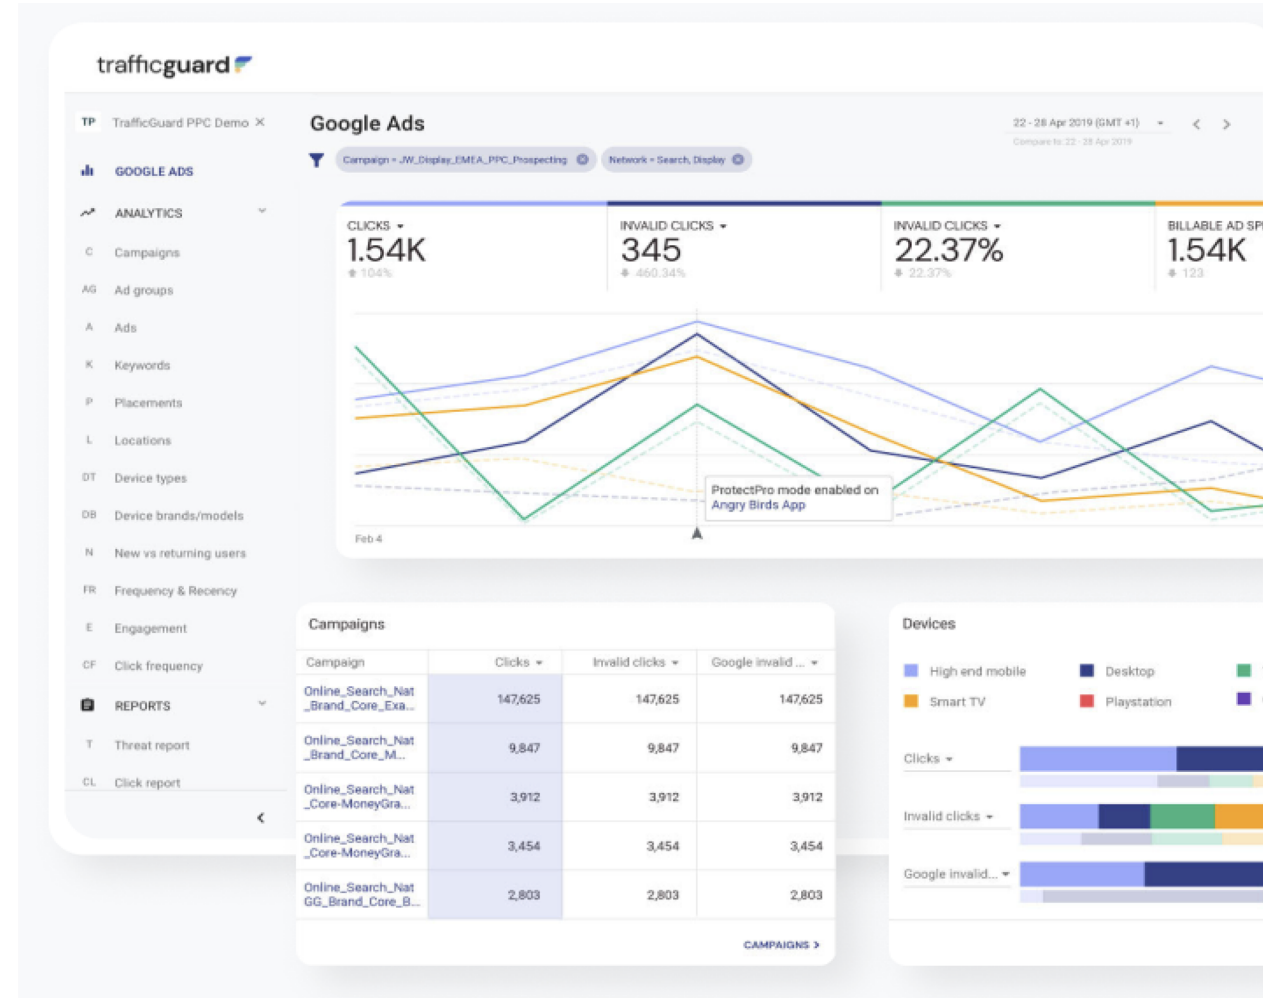 trafficguard
TP TrafficGuard PPC Demo ×
GOOGLE ADS
ANALYTICS
C Campaigns
AG Ad groups
A Ads
K Keywords
P Placements
L Locations
DT Device types
DB Device brands/models
N New vs returning users
FR Frequency & Recency
E Engagement
CF Click frequency
REPORTS
T Threat report
CL Click report
Google Ads
22 - 28 Apr 2019 (GMT +1)
Compare to: 22 - 28 Apr 2019
Campaign = JW_Display_EMEA_PPC_Prospecting
Network = Search, Display
CLICKS
1.54K
104%
INVALID CLICKS
345
460.34%
INVALID CLICKS
22.37%
22.37%
BILLABLE AD SP
1.54K
123
ProtectPro mode enabled on
Angry Birds App
Feb 4
Campaigns
Campaign Clicks Invalid clicks Google invalid ...
Online_Search_Nat
_Brand_Core_Exa... 147,625 147,625 147,625
Online_Search_Nat
_Brand_Core_M... 9,847 9,847 9,847
Online_Search_Nat
_Core-MoneyGra... 3,912 3,912 3,912
Online_Search_Nat
_Core-MoneyGra... 3,454 3,454 3,454
Online_Search_Nat
GG_Brand_Core_B... 2,803 2,803 2,803
CAMPAIGNS >
Devices
High end mobile Desktop
Smart TV Playstation
Clicks
Invalid clicks
Google invalid...